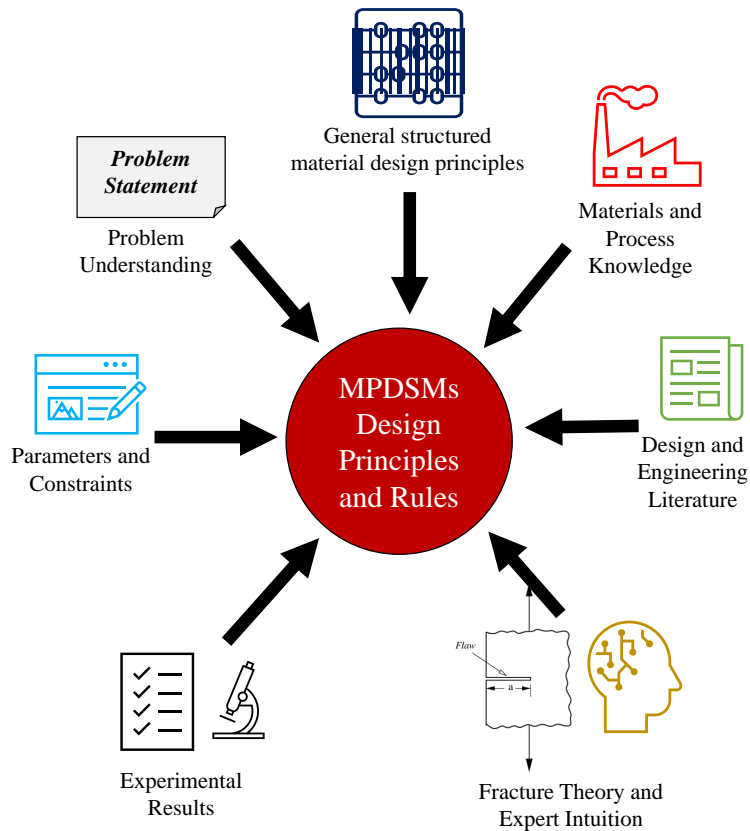 General structured
material design principles
Problem
Statement
Problem
Understanding
Materials and
Process
Knowledge
MPDSMs
Design
Principles
and Rules
Parameters and
Constraints
Design and
Engineering
Literature
Flaw
a
Experimental
Results
Fracture Theory and
Expert Intuition